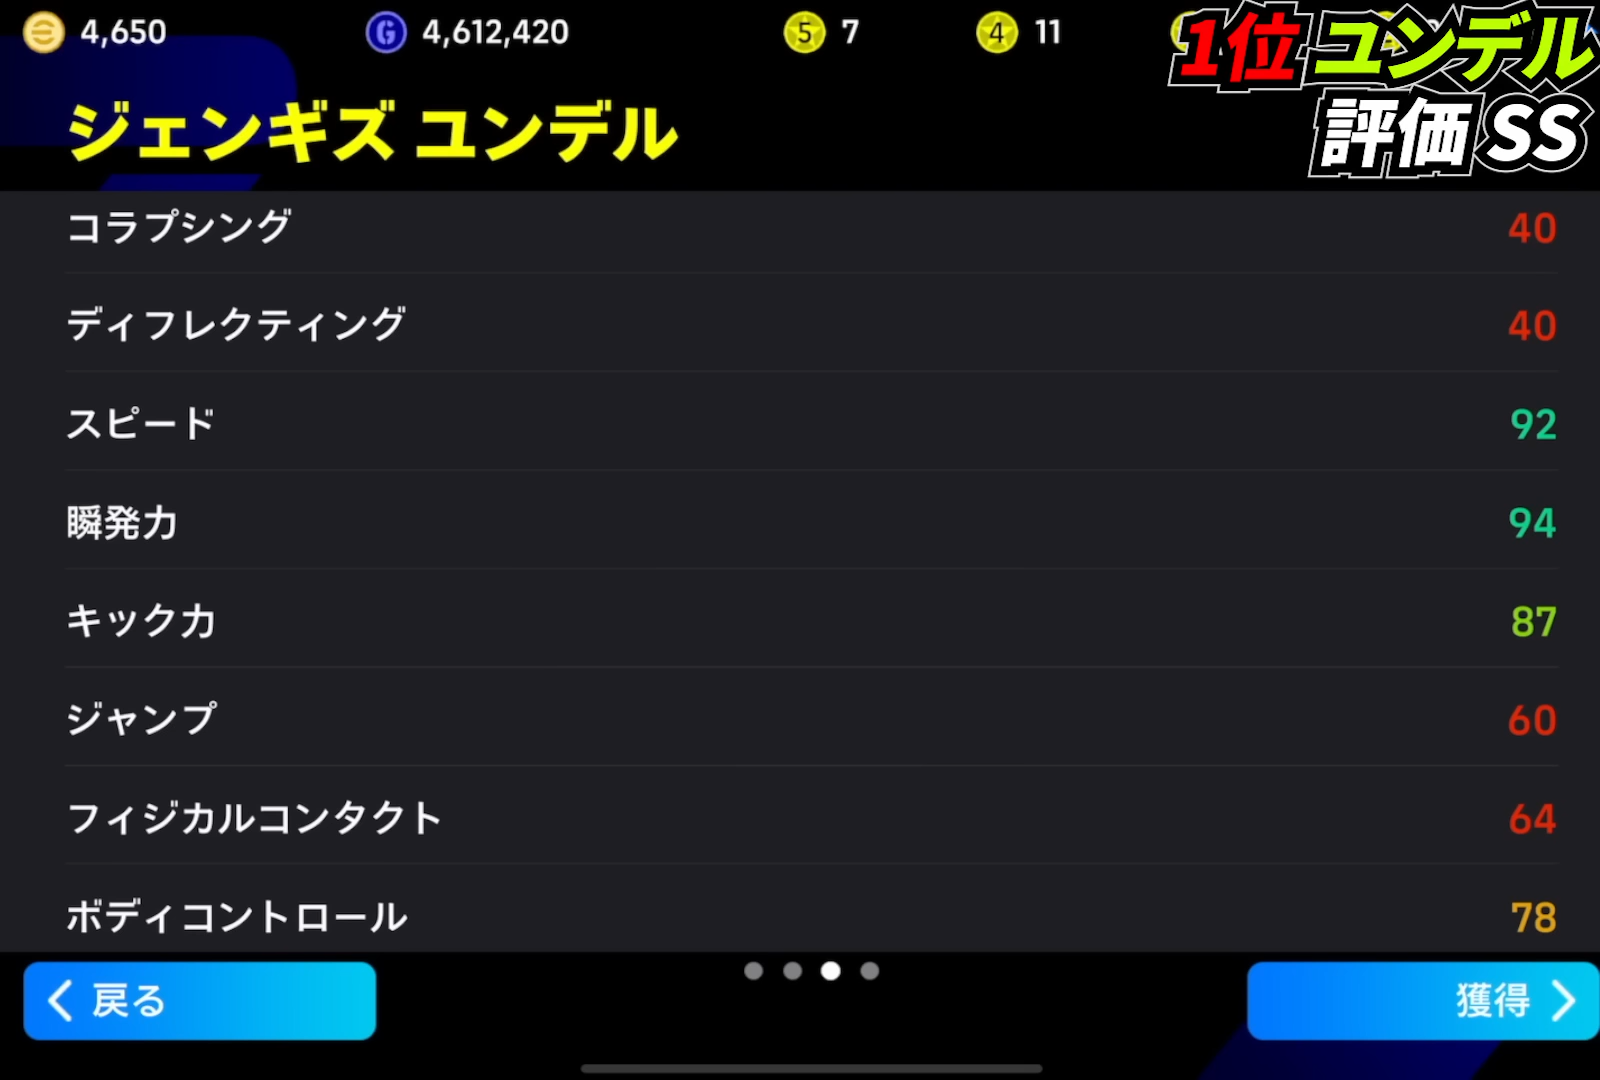 4,650 4,612,420 5 7 4 11
1位 ユンデル
評価 SS
ジェンギズ ユンデル
コラプシング 40
ディフレクティング 40
スピード 92
瞬発力 94
キック力 87
ジャンプ 60
フィジカルコンタクト 64
ボディコントロール 78
戻る 獲得